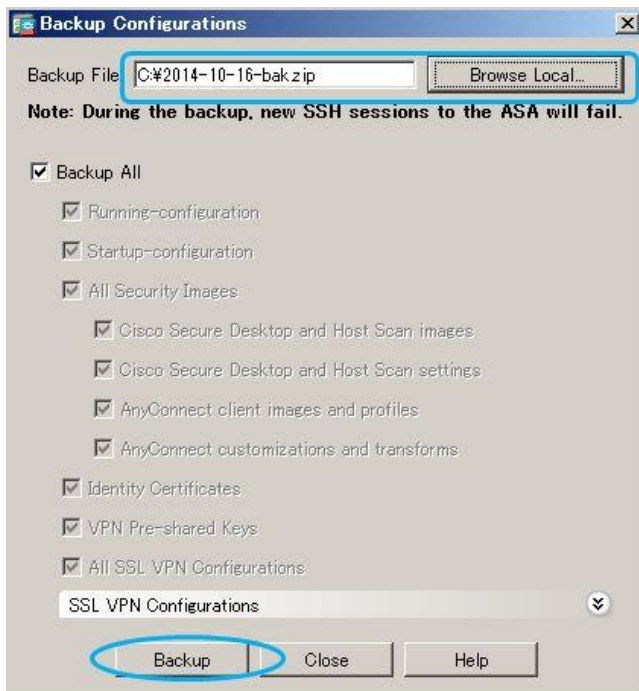 Backup Configurations
Backup File C:¥2014-10-16-bak.zip Browse Local...
Note: During the backup, new SSH sessions to the ASA will fail.
Backup All
Running-configuration
Startup-configuration
All Security Images
Cisco Secure Desktop and Host Scan images
Cisco Secure Desktop and Host Scan settings
AnyConnect client images and profiles
AnyConnect customizations and transforms
Identity Certificates
VPN Pre-shared Keys
All SSL VPN Configurations
SSL VPN Configurations
Backup Close Help